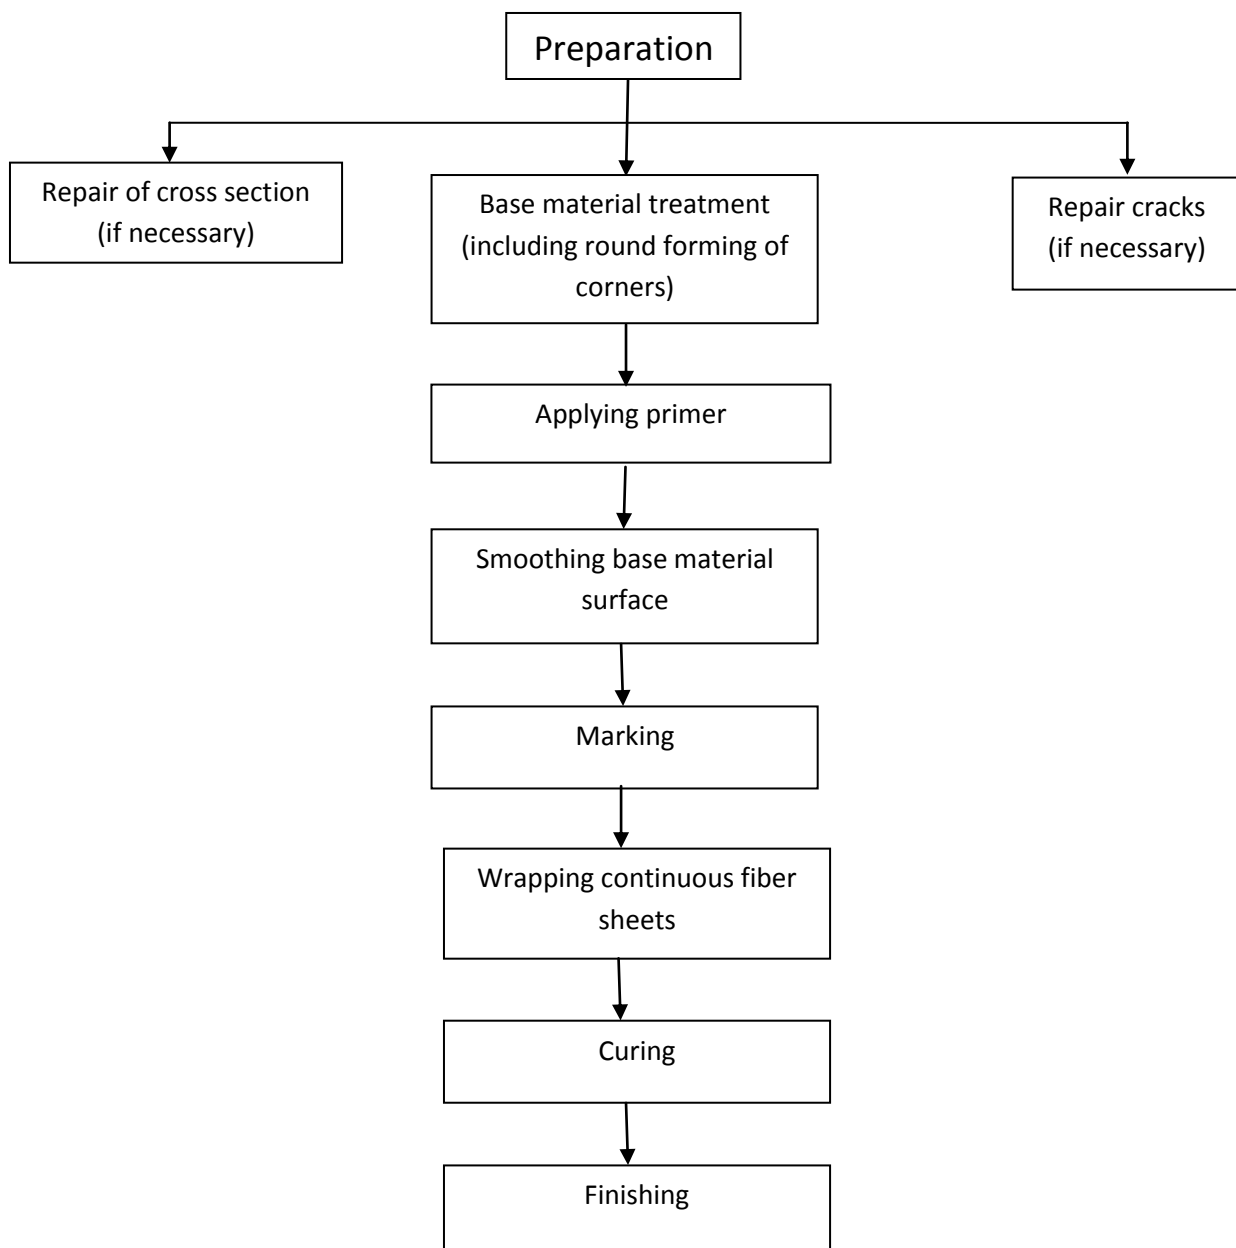 Preparation
Repair of cross section
(if necessary)
Base material treatment
(including round forming of
corners)
Repair cracks
(if necessary)
Applying primer
Smoothing base material
surface
Marking
Wrapping continuous fiber
sheets
Curing
Finishing